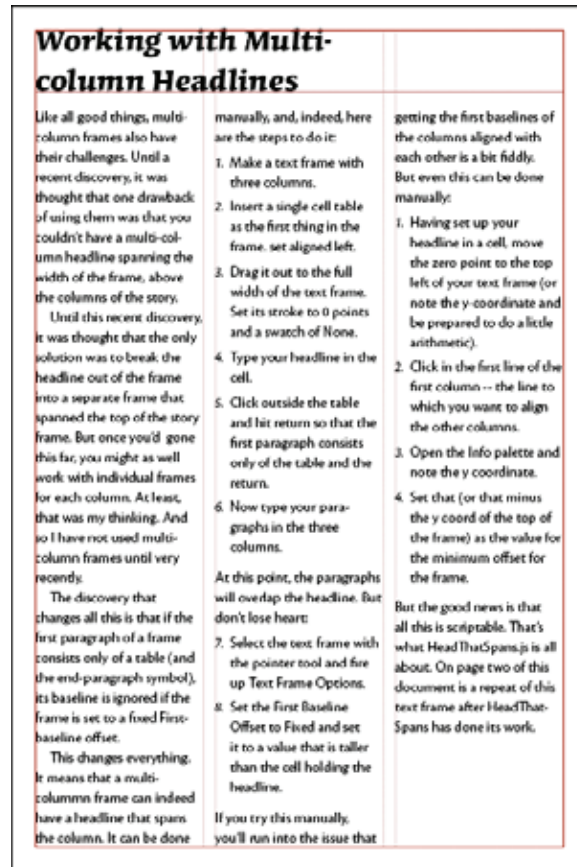 Working with Multi-
column Headlines
Like all good things, multi-
column frames also have
their challenges. Until a
recent discovery, it was
thought that one drawback
of using them was that you
couldn't have a multi-col-
umn headline spanning the
width of the frame, above
the columns of the story.
Until this recent discovery,
it was thought that the only
solution was to break the
headline out of the frame
into a separate frame that
spanned the top of the story
frame. But once you'd gone
this far, you might as well
work with individual frames
for each column. At least,
that was my thinking. And
so I have not used multi-
column frames until very
recently.
The discovery that
changes all this is that if the
first paragraph of a frame
consists only of a table (and
the end-paragraph symbol),
its baseline is ignored if the
frame is set to a fixed First-
baseline offset.
This changes everything.
It means that a multi-
colummn frame can indeed
have a headline that spans
the column. It can be done
manually, and, indeed, here
are the steps to do it:
1. Make a text frame with
three columns.
2. Insert a single cell table
as the first thing in the
frame. set aligned left.
3. Drag it out to the full
width of the text frame.
Set its stroke to 0 points
and a swatch of None.
4. Type your headline in the
cell.
5. Click outside the table
and hit return so that the
first paragraph consists
only of the table and the
return.
6. Now type your para-
graphs in the three
columns.
At this point, the paragraphs
will overlap the headline. But
don't lose heart:
7. Select the text frame with
the pointer tool and fire
up Text Frame Options.
8. Set the First Baseline
Offset to Fixed and set
it to a value that is taller
than the cell holding the
headline.
If you try this manually,
you'll run into the issue that
getting the first baselines of
the columns aligned with
each other is a bit fiddly.
But even this can be done
manually:
1. Having set up your
headline in a cell, move
the zero point to the top
left of your text frame (or
note the y-coordinate and
be prepared to do a little
arithmetic).
2. Click in the first line of the
first column -- the line to
which you want to align
the other columns.
3. Open the Info palette and
note the y coordinate.
4. Set that (or that minus
the y coord of the top of
the frame) as the value for
the minimum offset for
the frame.
But the good news is that
all this is scriptable. That's
what HeadThatSpans.js is all
about. On page two of this
document is a repeat of this
text frame after HeadThat-
Spans has done its work.